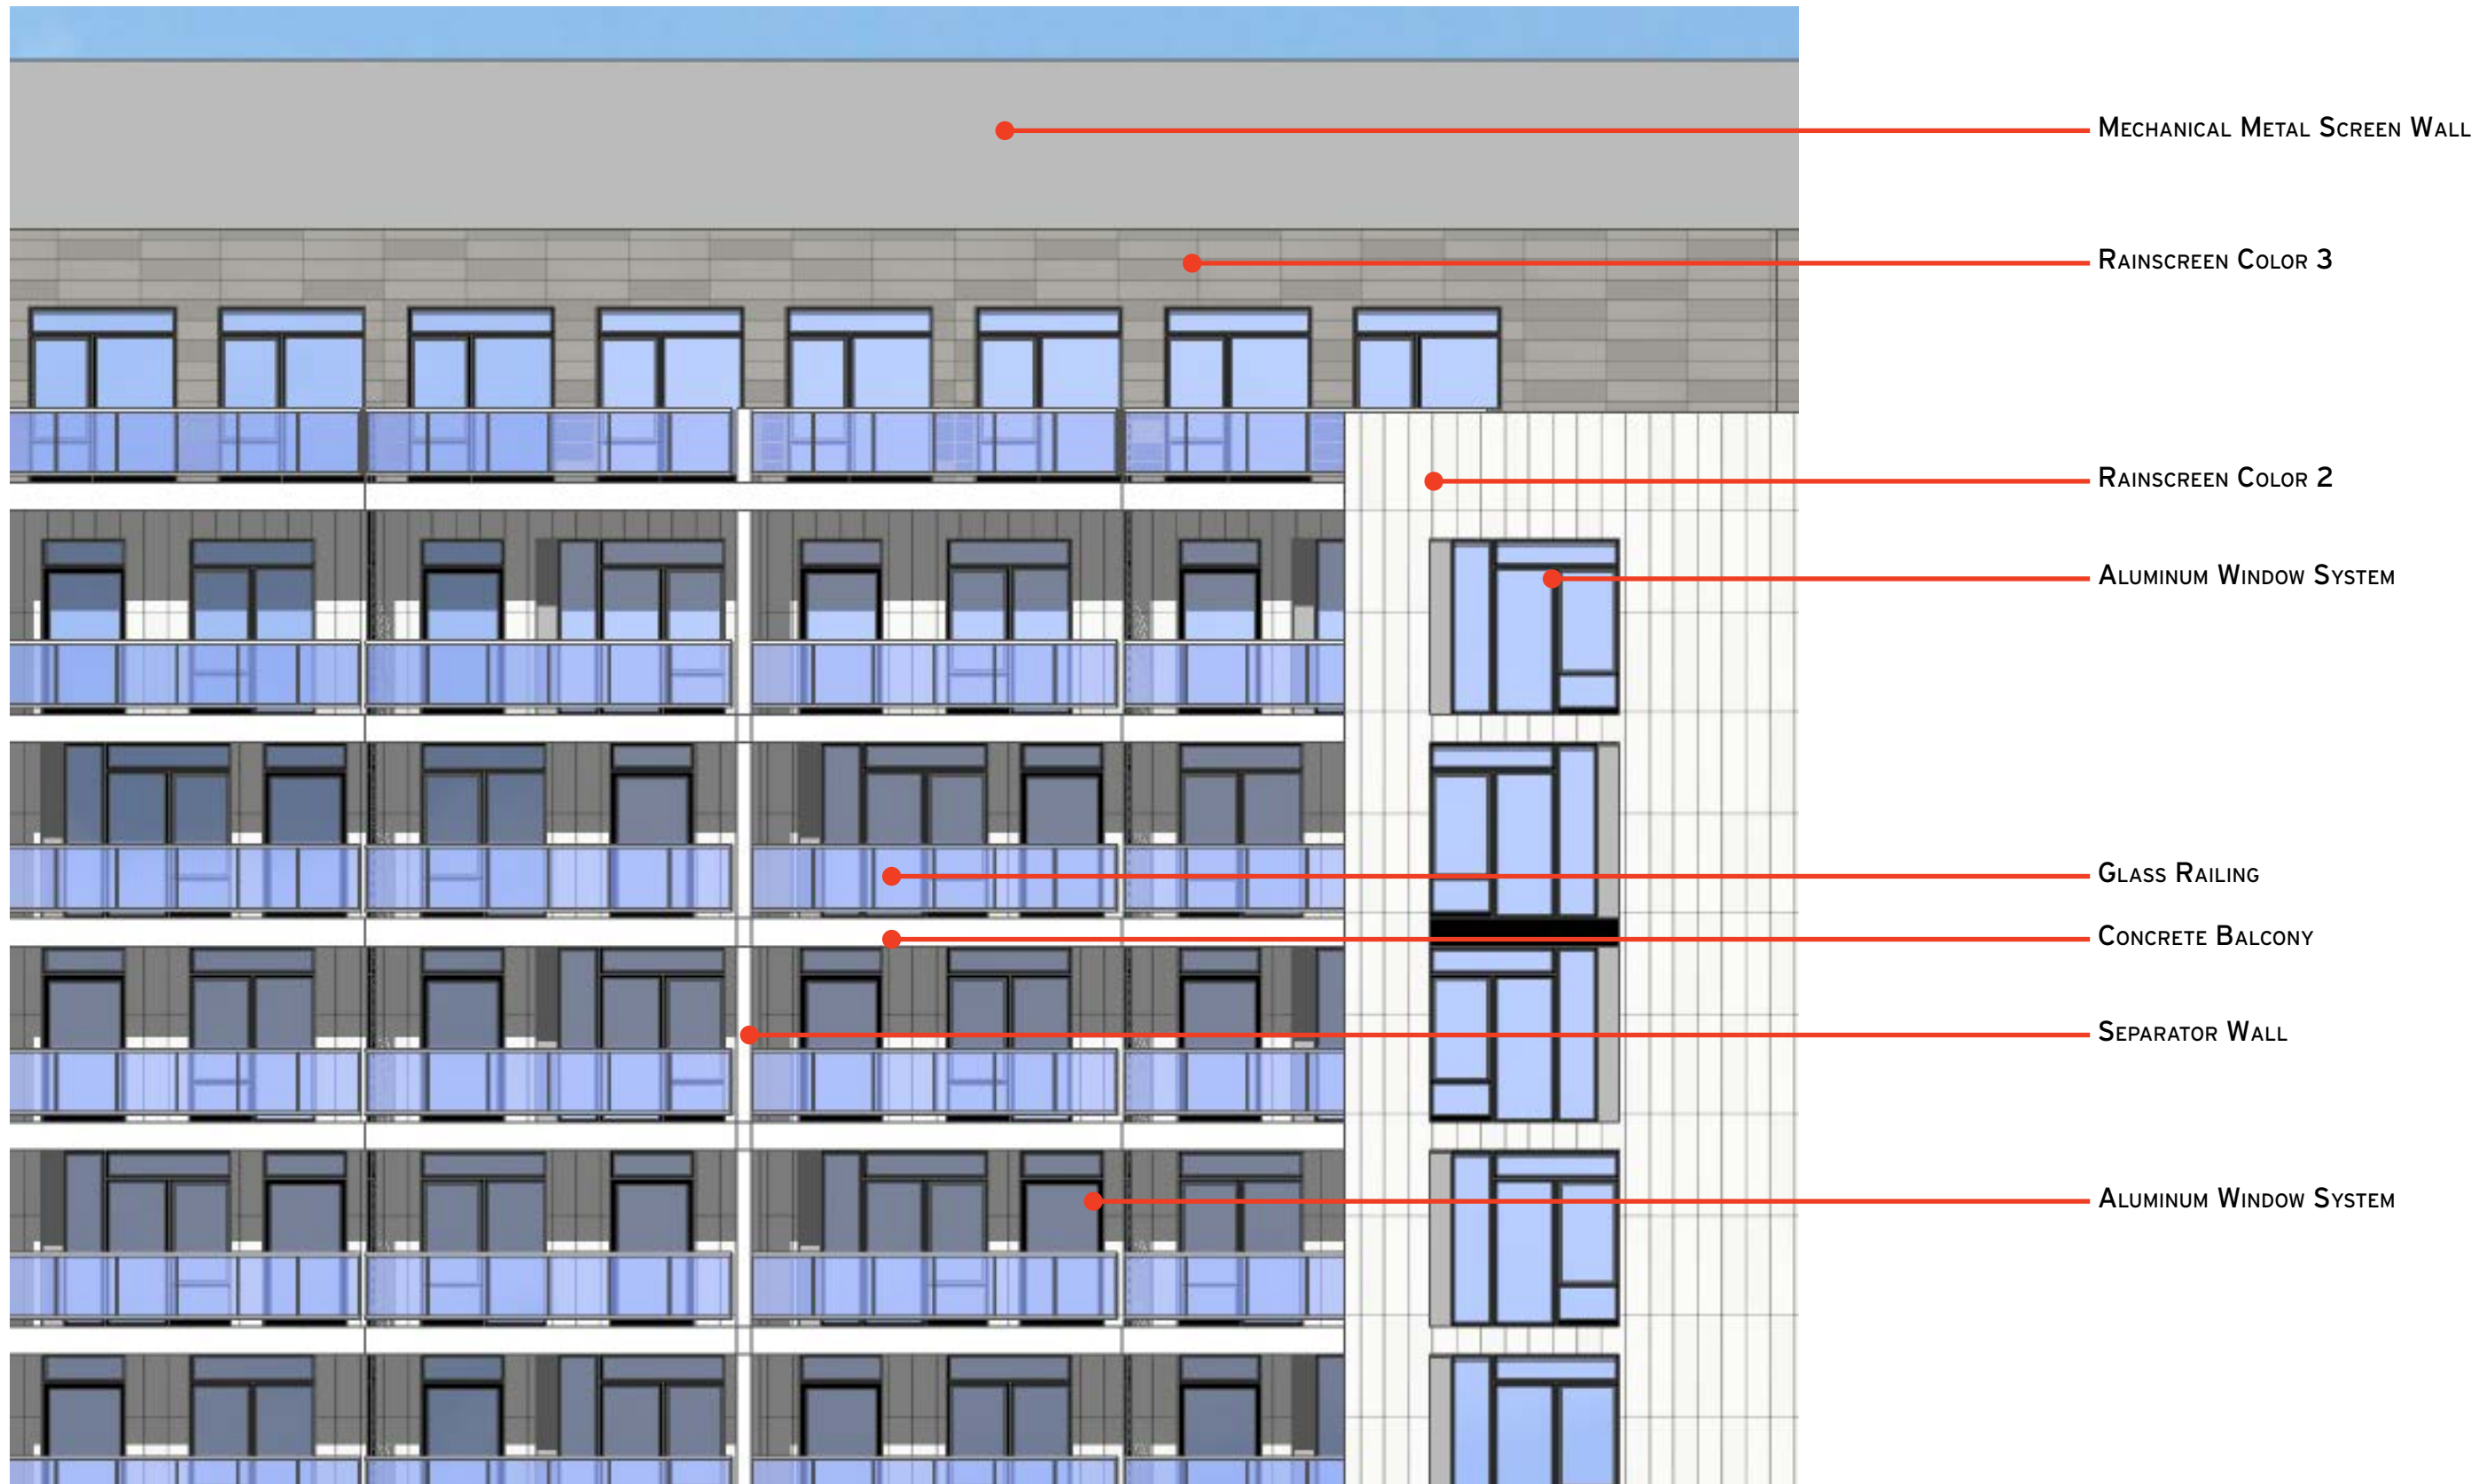 Mechanical Metal Screen Wall
Rainscreen Color 3
Rainscreen Color 2
Aluminum Window System
Glass Railing
Concrete Balcony
Separator Wall
Aluminum Window System